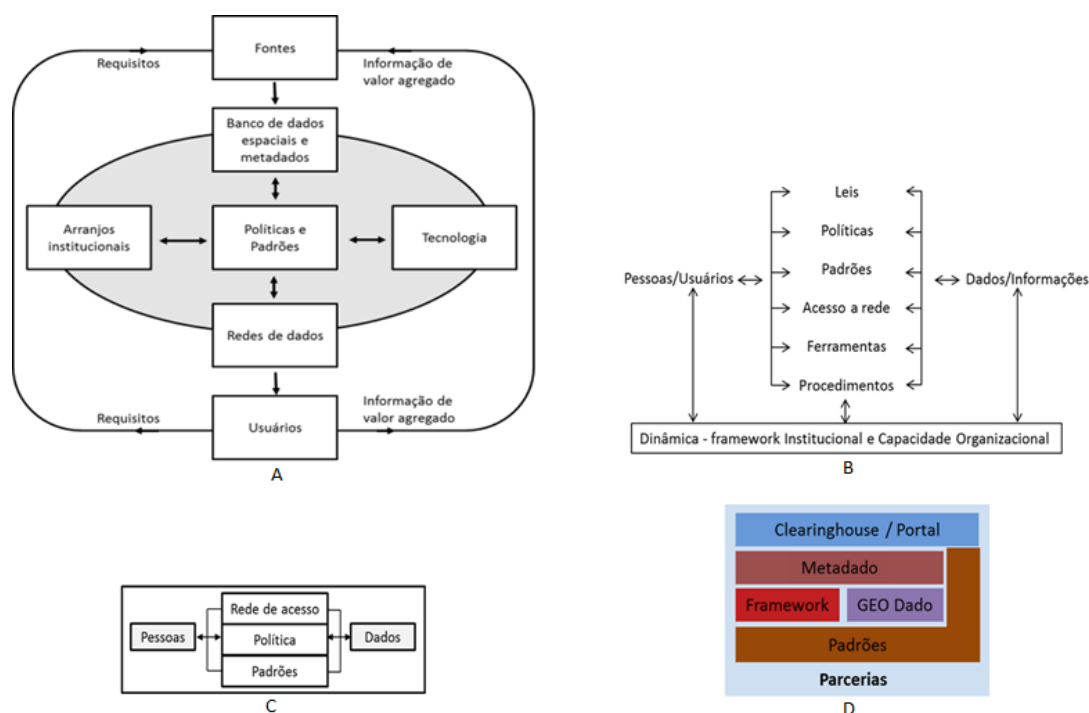 Fontes
Requisitos
Informação de
valor agregado
Banco de dados
espaciais e
metadados
Arranjos
institucionais
Políticas e
Padrões
Tecnologia
Redes de dados
Requisitos
Informação de
valor agregado
Usuários
A
Leis
Políticas
Padrões
Pessoas/Usuários
Dados/Informações
Acesso a rede
Ferramentas
Procedimentos
Dinâmica - framework Institucional e Capacidade Organizacional
B
Rede de acesso
Pessoas
Política
Dados
Padrões
C
Clearinghouse / Portal
Metadado
Framework
GEO Dado
Padrões
Parcerias
D